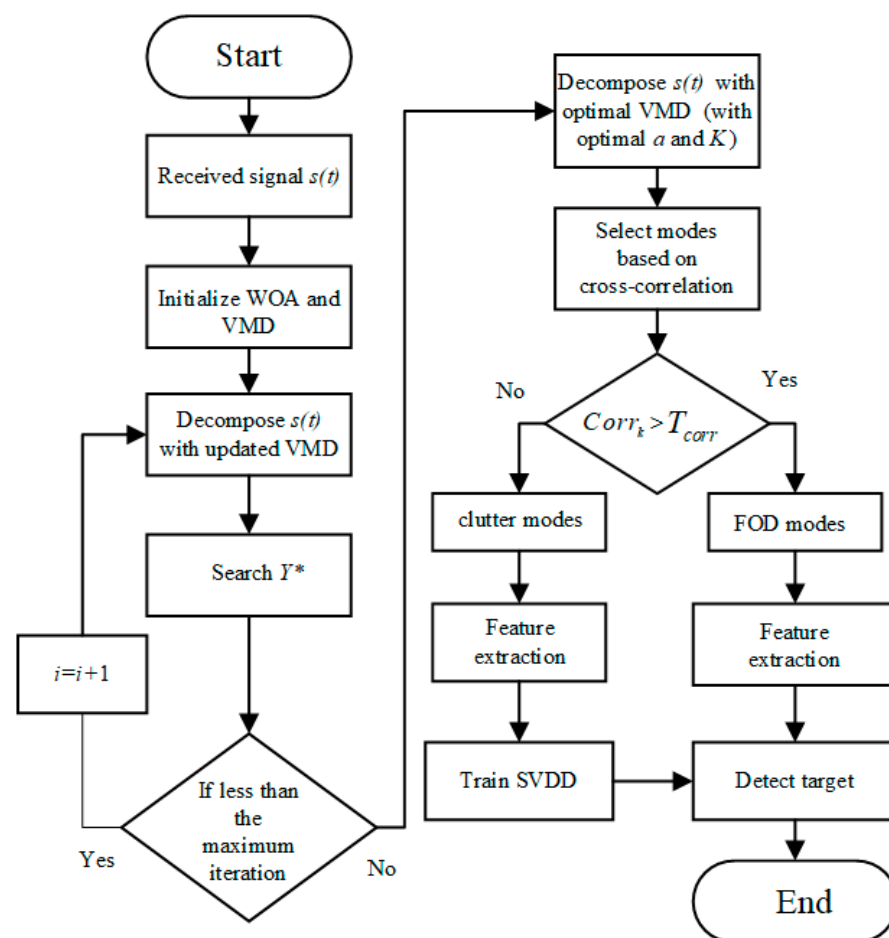 Start
Received signal s(t)
Initialize WOA and
VMD
Decompose s(t)
with updated VMD
Search Y*
i=i+1
If less than
the
maximum
iteration
Yes
No
Decompose s(t) with
optimal VMD (with
optimal a and K)
Select modes
based on
cross-correlation
No
Yes
Corrₖ > T_corr
clutter modes
FOD modes
Feature
extraction
Feature
extraction
Train SVDD
Detect target
End